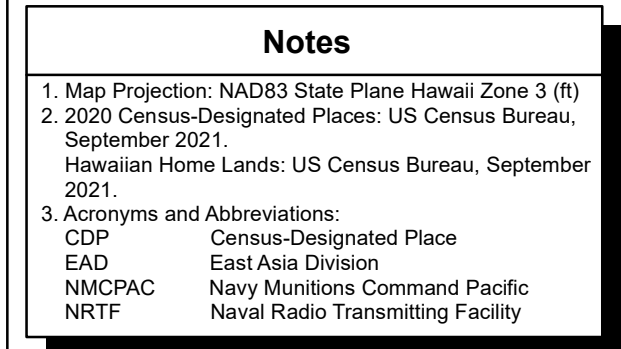 Notes
1. Map Projection: NAD83 State Plane Hawaii Zone 3 (ft)
2. 2020 Census-Designated Places: US Census Bureau,
September 2021.
Hawaiian Home Lands: US Census Bureau, September
2021.
3. Acronyms and Abbreviations:
CDP Census-Designated Place
EAD East Asia Division
NMCPAC Navy Munitions Command Pacific
NRTF Naval Radio Transmitting Facility